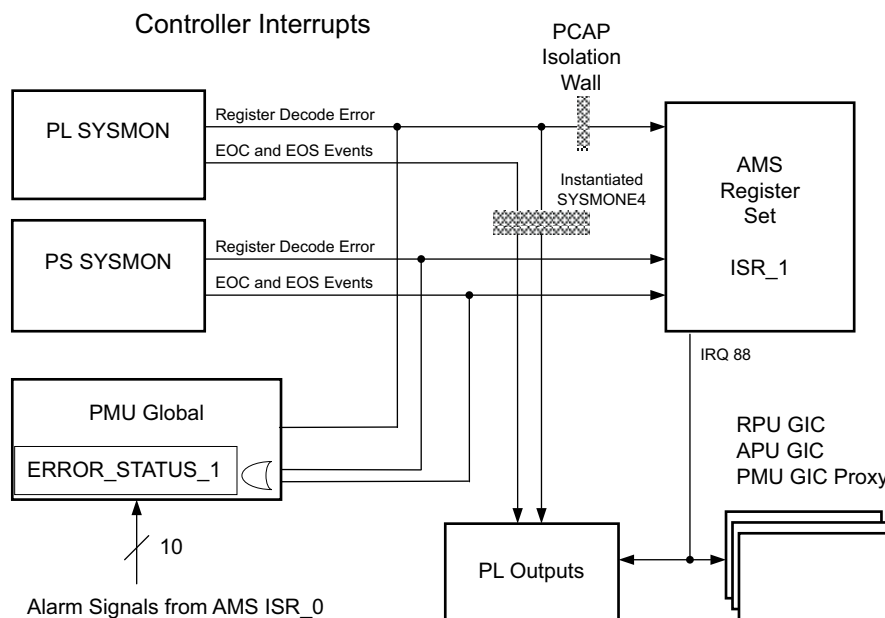 Controller Interrupts
PCAP
Isolation
Wall
PL SYSMON
Register Decode Error
EOC and EOS Events
Instantiated
SYSMONE4
AMS
Register
Set
ISR_1
PS SYSMON
Register Decode Error
EOC and EOS Events
IRQ 88
PMU Global
ERROR_STATUS_1
RPU GIC
APU GIC
PMU GIC Proxy
10
PL Outputs
Alarm Signals from AMS ISR_0